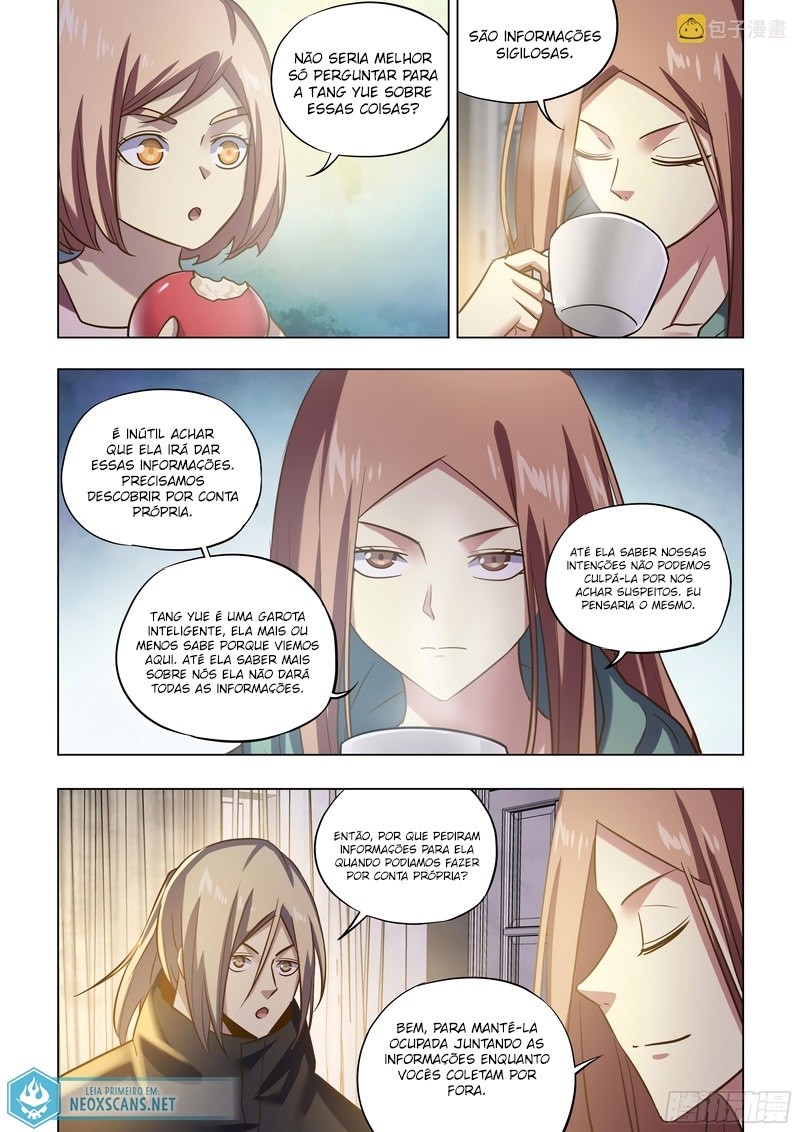 包子漫畫
NÃO SERIA MELHOR
SÓ PERGUNTAR PARA
A TANG YUE SOBRE
ESSAS COISAS?
SÃO INFORMAÇÕES
SIGILOSAS.
É INÚTIL ACHAR
QUE ELA IRÁ DAR
ESSAS INFORMAÇÕES.
PRECISAMOS
DESCOBRIR POR CONTA
PRÓPRIA.
TANG YUE É UMA GAROTA
INTELIGENTE, ELA MAIS OU
MENOS SABE PORQUE VIEMOS
AQUI. ATÉ ELA SABER MAIS
SOBRE NÓS ELA NÃO DARÁ
TODAS AS INFORMAÇÕES.
ATÉ ELA SABER NOSSAS
INTENÇÕES NÃO PODEMOS
CULPÁ-LA POR NOS
ACHAR SUSPEITOS. EU
PENSARIA O MESMO.
ENTÃO, POR QUE PEDIRAM
INFORMAÇÕES PARA ELA
QUANDO PODIAMOS FAZER
POR CONTA PRÓPRIA?
BEM, PARA MANTÉ-LA
OCUPADA JUNTANDO AS
INFORMAÇÕES ENQUANTO
VOCÊS COLETAM POR
FORA.
LEIA PRIMEIRO EM:
NEOXSCANS.NET
腾讯动漫